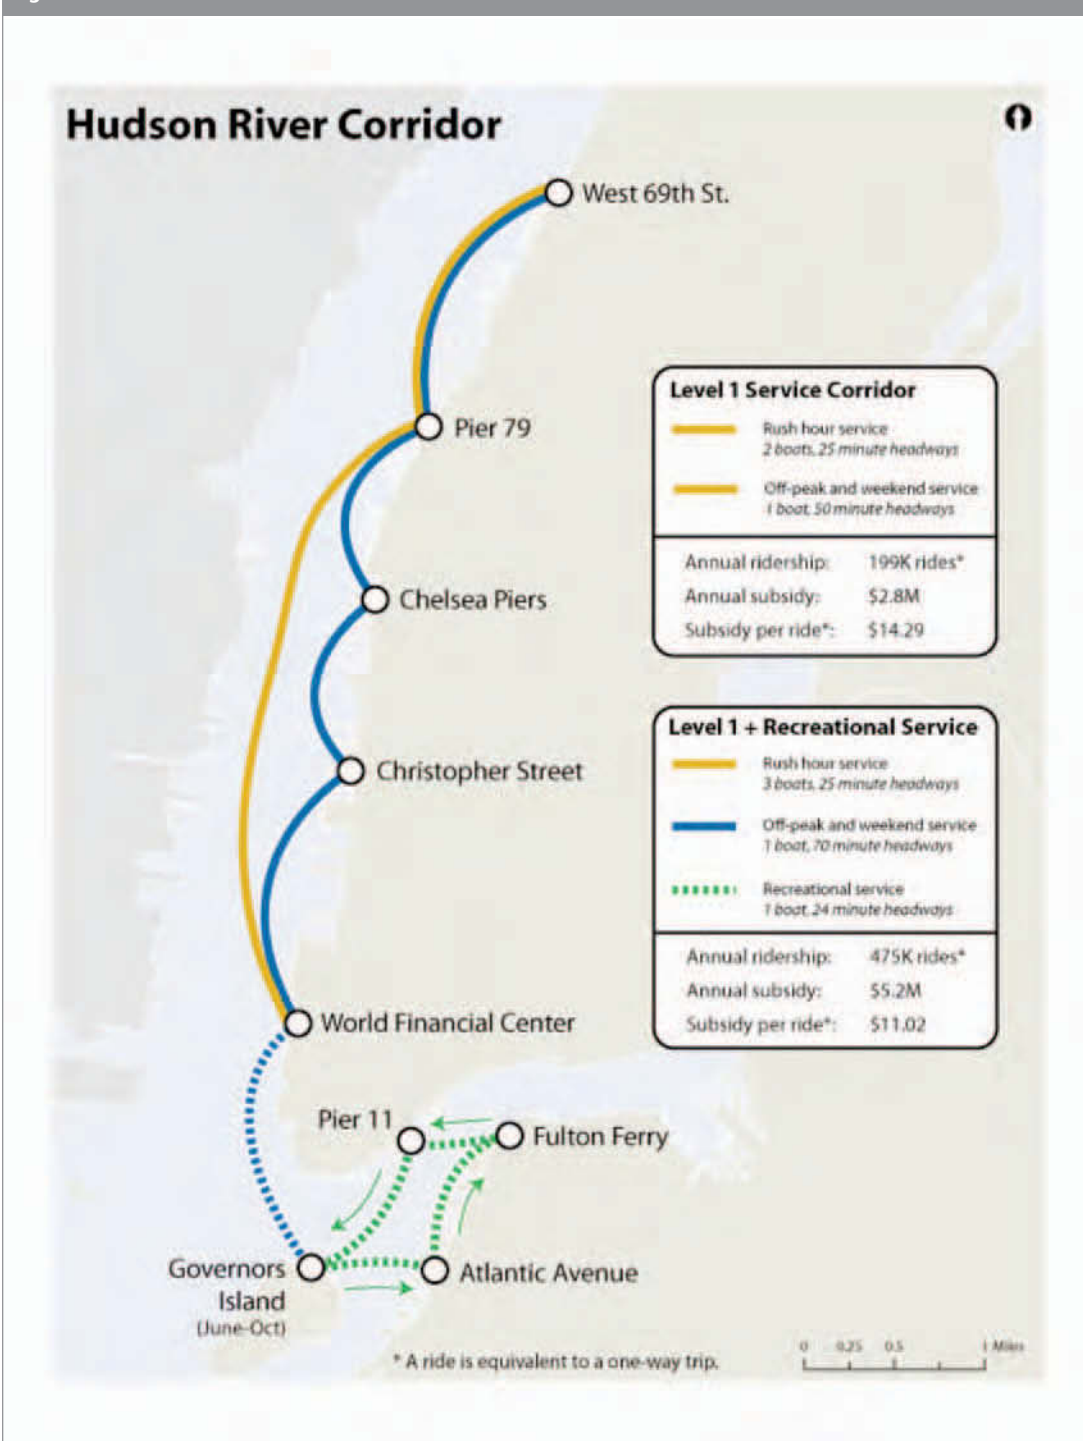 Hudson River Corridor
West 69th St.
Pier 79
Chelsea Piers
Christopher Street
World Financial Center
Pier 11
Fulton Ferry
Governors
Island
(June-Oct)
Atlantic Avenue
Level 1 Service Corridor
Rush hour service
2 boats, 25 minute headways
Off-peak and weekend service
1 boat, 50 minute headways
Annual ridership: 199K rides*
Annual subsidy: $2.8M
Subsidy per ride*: $14.29
Level 1 + Recreational Service
Rush hour service
3 boats, 25 minute headways
Off-peak and weekend service
1 boat, 70 minute headways
Recreational service
1 boat, 24 minute headways
Annual ridership: 475K rides*
Annual subsidy: $5.2M
Subsidy per ride*: $11.02
* A ride is equivalent to a one-way trip.
0 0.25 0.5 1 Miles